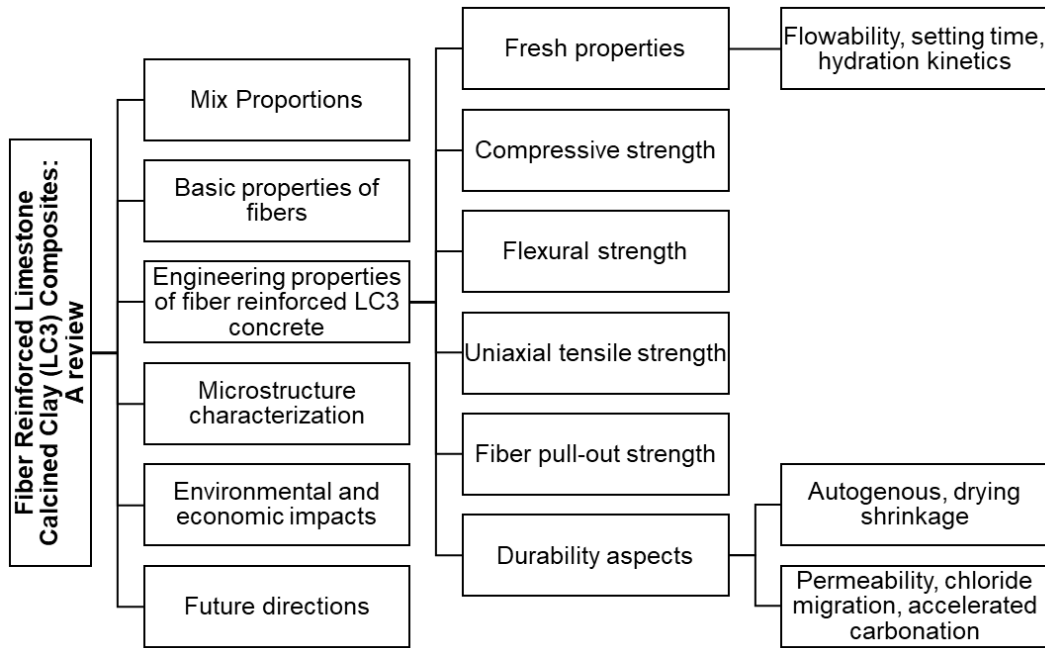 Fiber Reinforced Limestone
Calcined Clay (LC3) Composites:
A review
Mix Proportions
Basic properties of
fibers
Engineering properties
of fiber reinforced LC3
concrete
Microstructure
characterization
Environmental and
economic impacts
Future directions
Fresh properties
Compressive strength
Flexural strength
Uniaxial tensile strength
Fiber pull-out strength
Durability aspects
Flowability, setting time,
hydration kinetics
Autogenous, drying
shrinkage
Permeability, chloride
migration, accelerated
carbonation